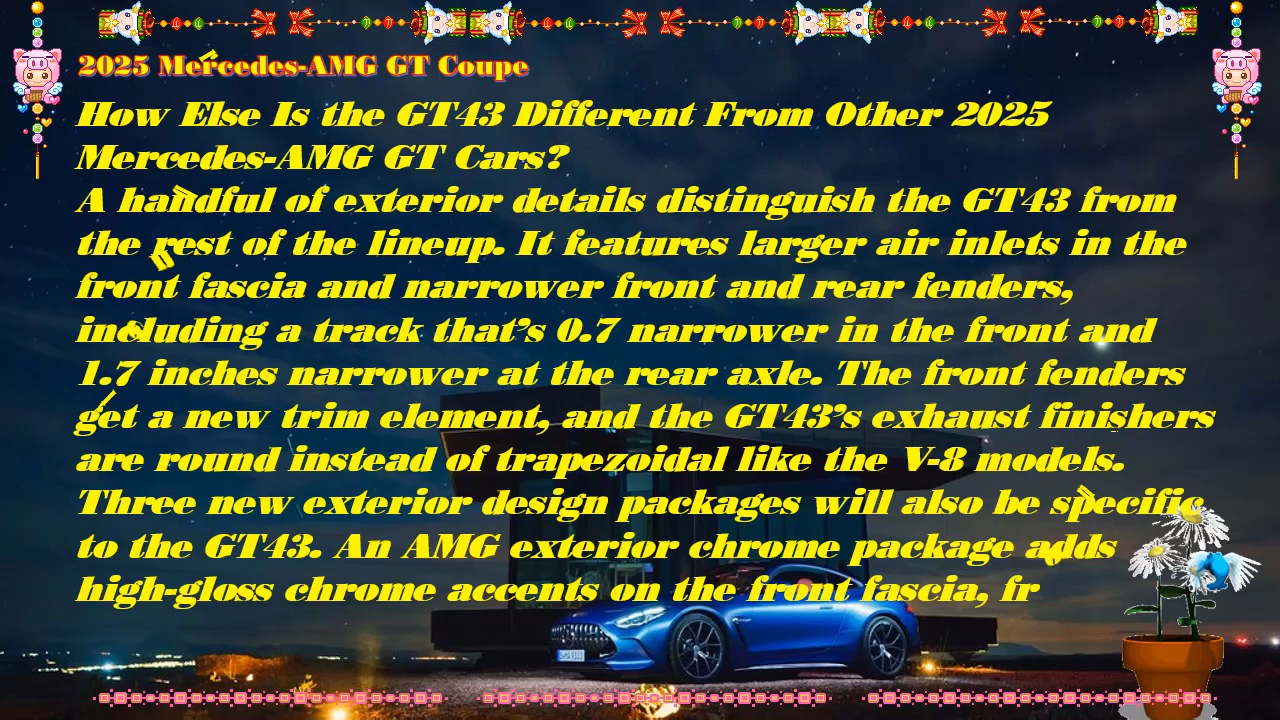 2025 Mercedes-AMG GT Coupe
How Else Is the GT43 Different From Other 2025
Mercedes-AMG GT Cars?
A handful of exterior details distinguish the GT43 from
the rest of the lineup. It features larger air inlets in the
front fascia and narrower front and rear fenders,
including a track that’s 0.7 narrower in the front and
1.7 inches narrower at the rear axle. The front fenders
get a new trim element, and the GT43’s exhaust finishers
are round instead of trapezoidal like the V-8 models.
Three new exterior design packages will also be specific
to the GT43. An AMG exterior chrome package adds
high-gloss chrome accents on the front fascia, fr